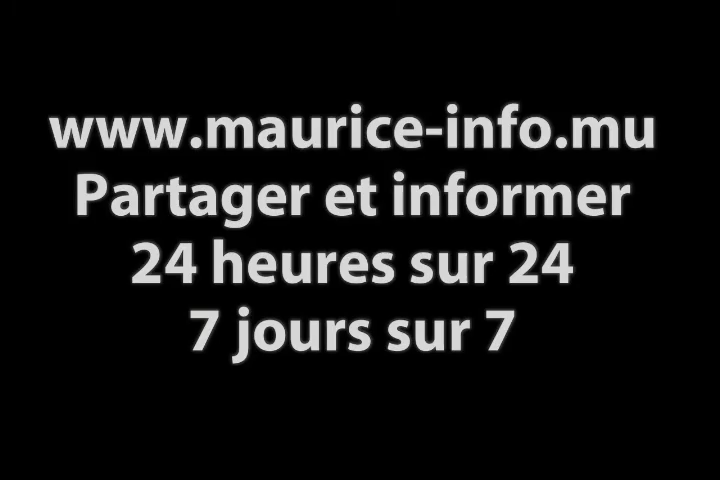 www.maurice-info.mu
Partager et informer
24 heures sur 24
7 jours sur 7